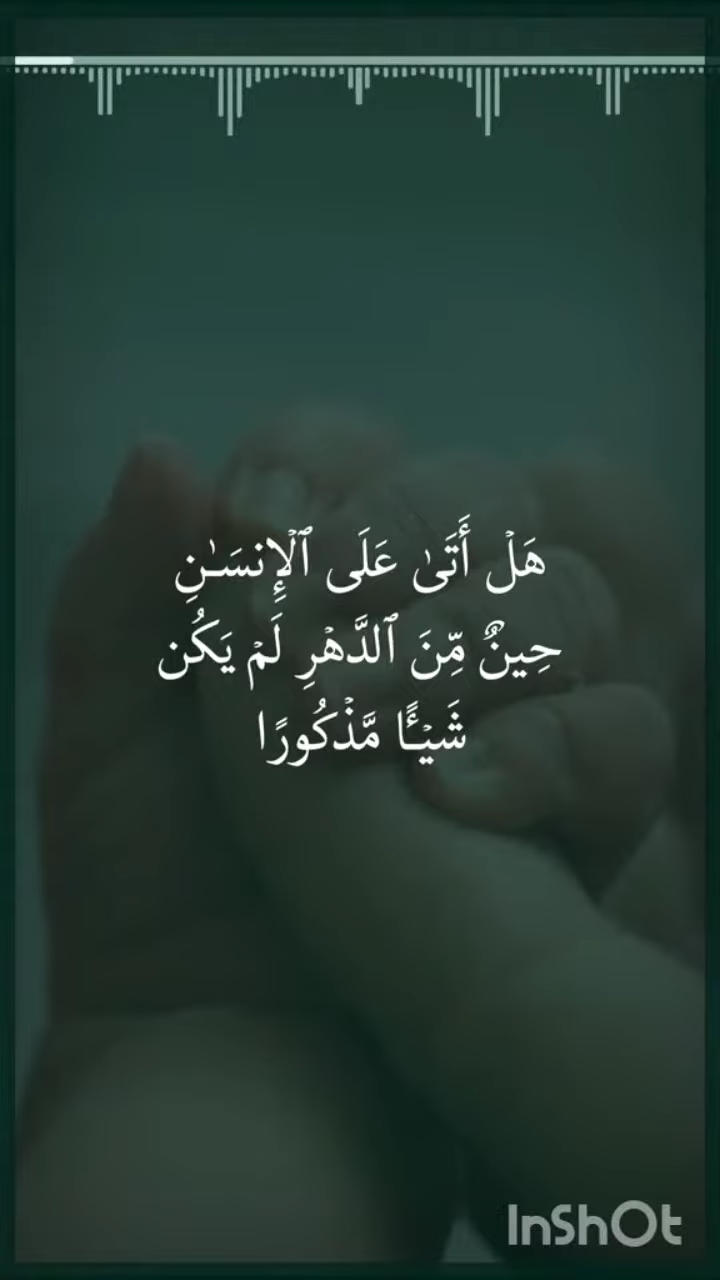 هَلۡ أَتَىٰ عَلَى ٱلۡإِنسَـٰنِ
حِينٌ مِّنَ ٱلدَّهۡرِ لَمۡ يَكُن
شَيۡـًٔا مَّذۡكُورًا
InShOt